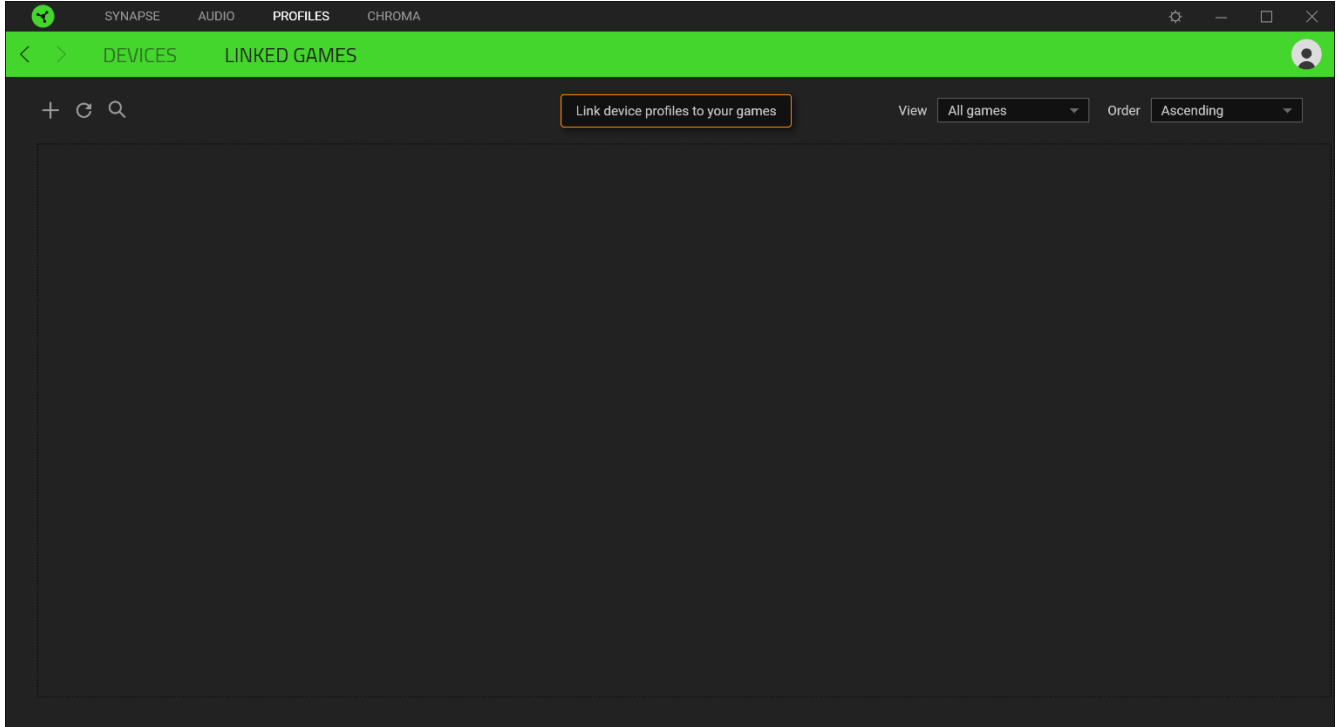 SYNAPSE AUDIO PROFILES CHROMA
DEVICES LINKED GAMES
Link device profiles to your games View All games Order Ascending